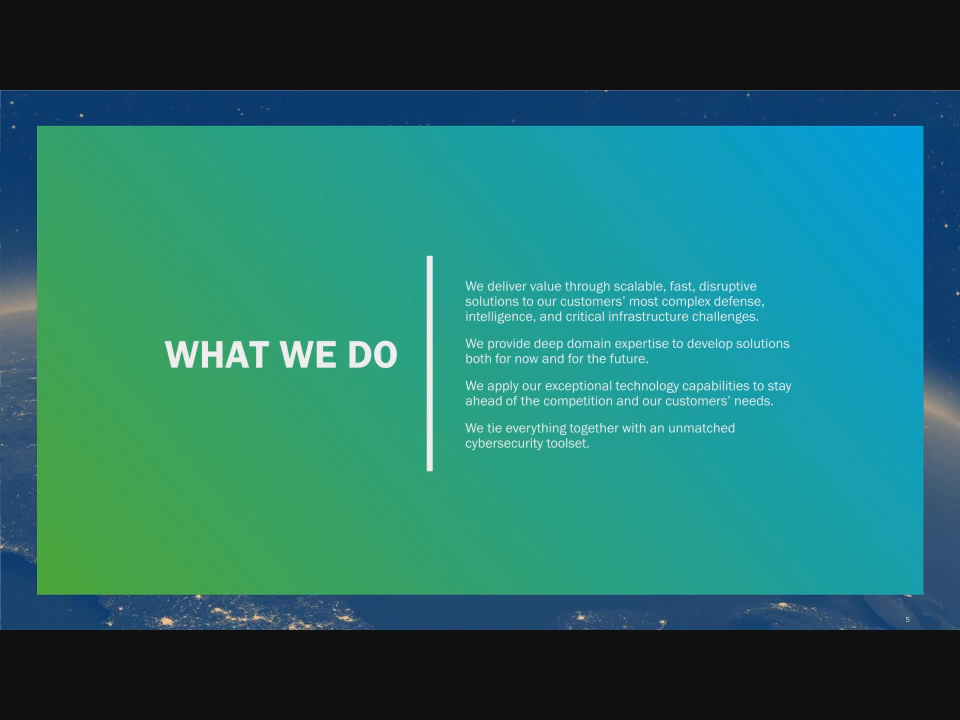 WHAT WE DO
We deliver value through scalable, fast, disruptive
solutions to our customers’ most complex defense,
intelligence, and critical infrastructure challenges.
We provide deep domain expertise to develop solutions
both for now and for the future.
We apply our exceptional technology capabilities to stay
ahead of the competition and our customers’ needs.
We tie everything together with an unmatched
cybersecurity toolset.
5